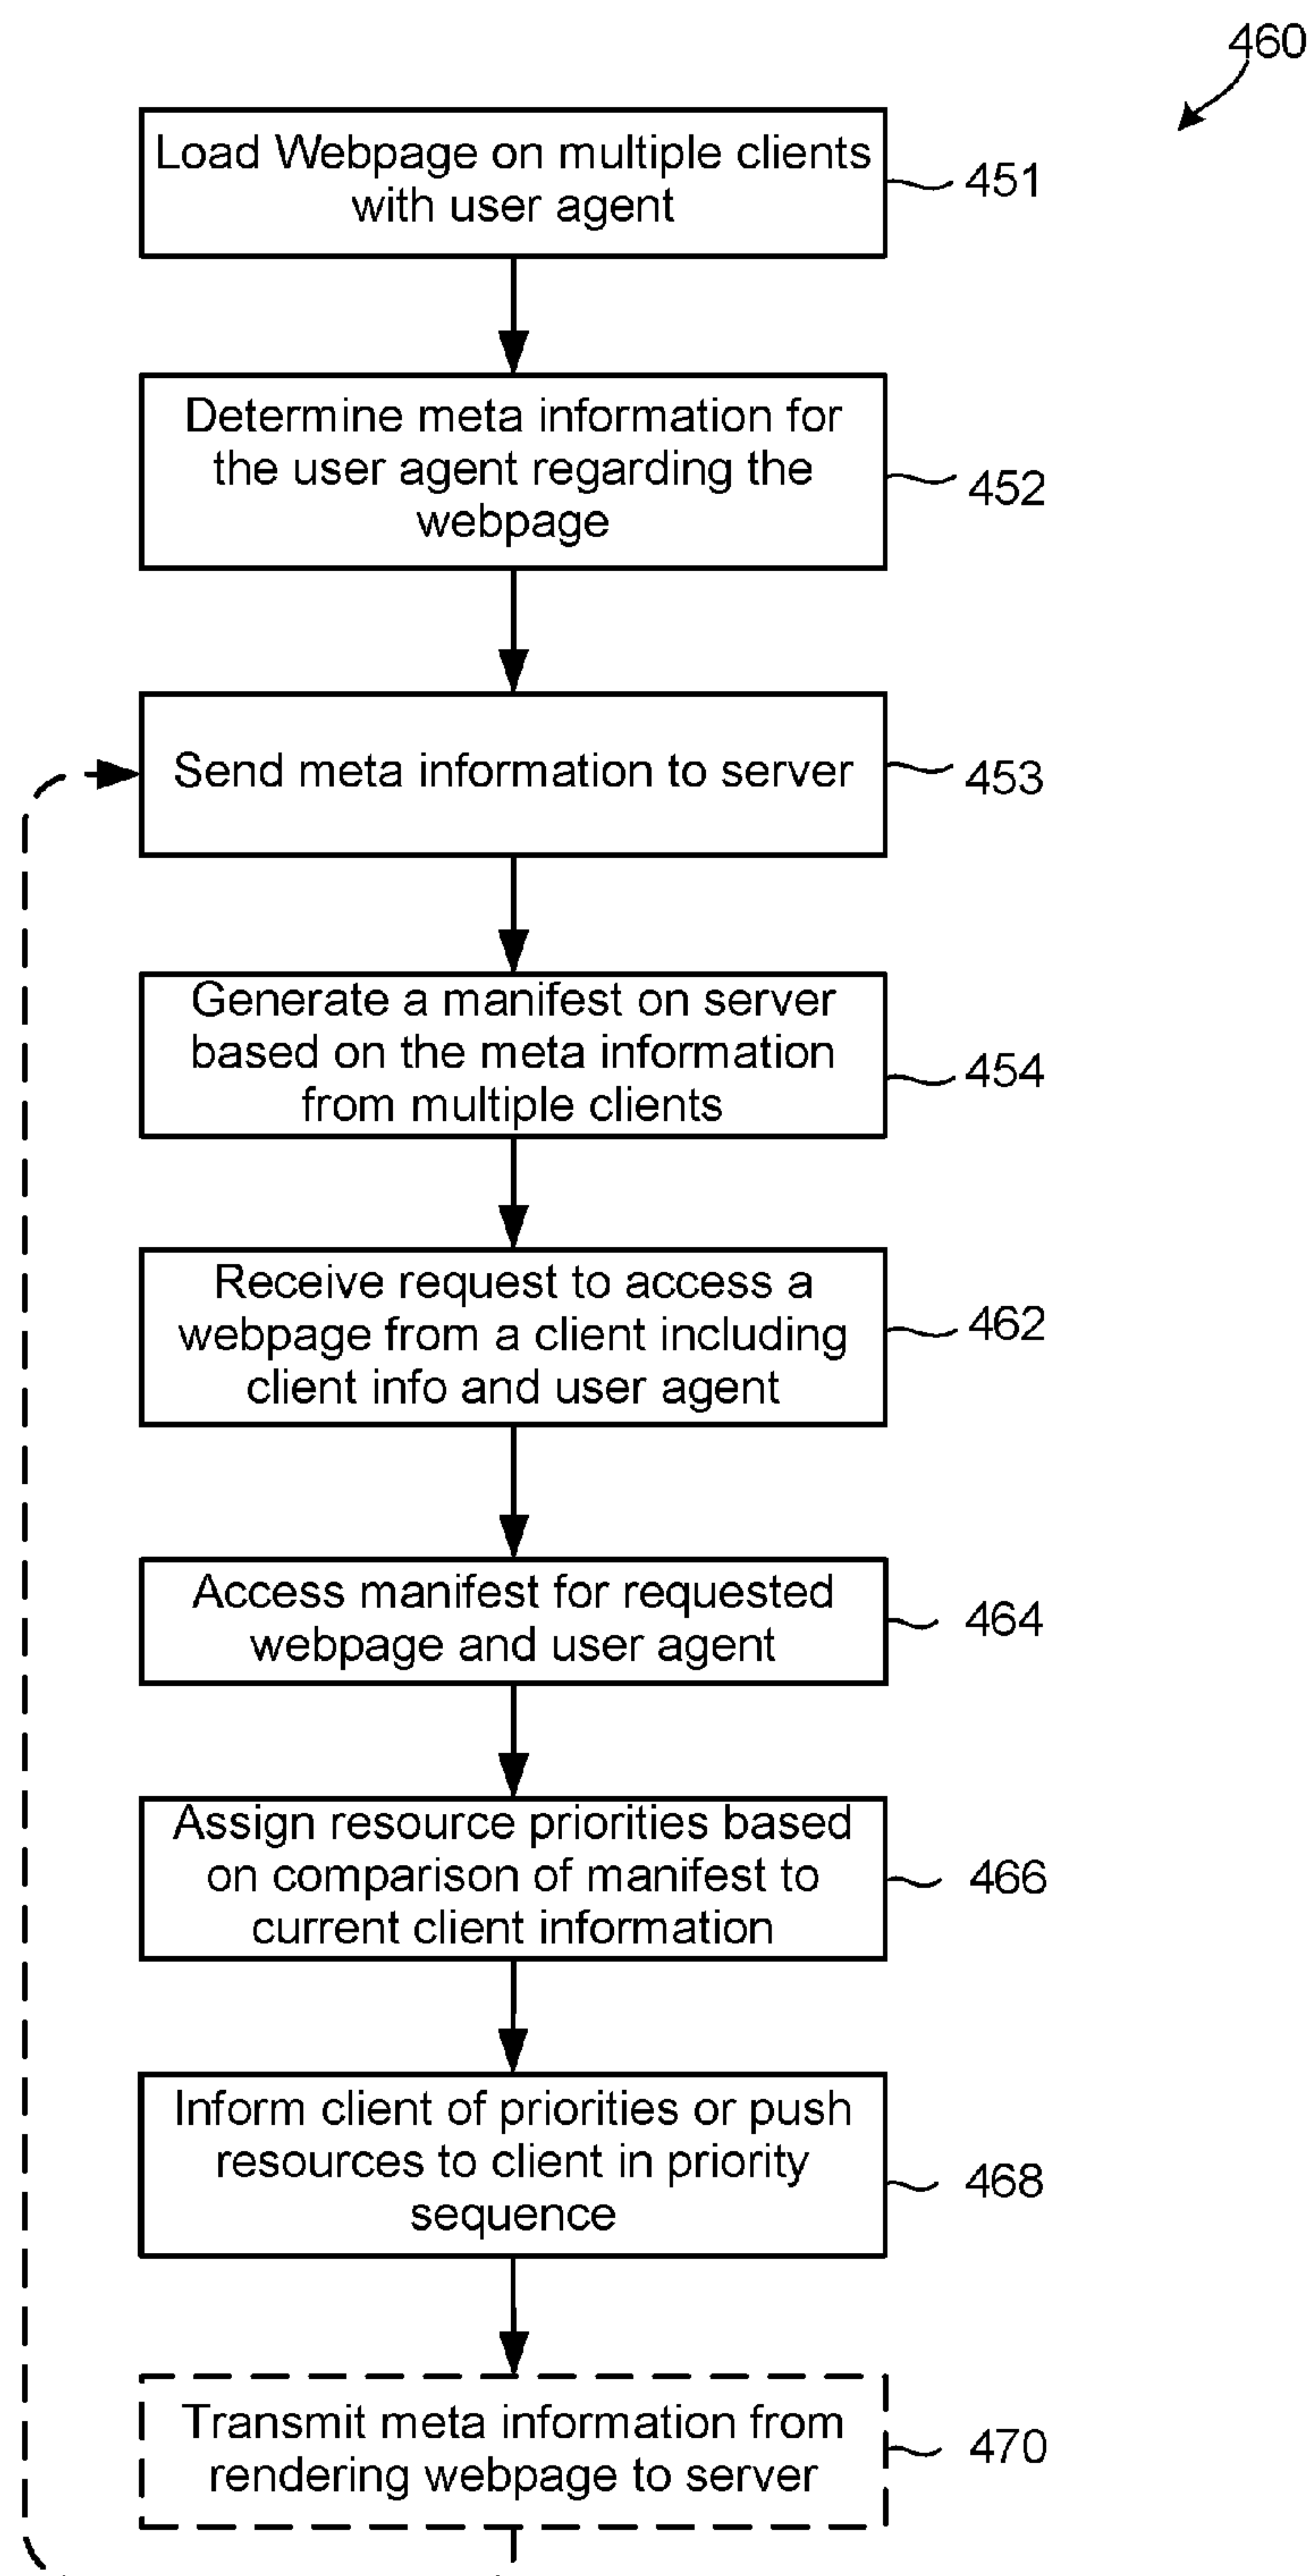 460
Load Webpage on multiple clients
with user agent
451
Determine meta information for
the user agent regarding the
webpage
452
Send meta information to server
453
Generate a manifest on server
based on the meta information
from multiple clients
454
Receive request to access a
webpage from a client including
client info and user agent
462
Access manifest for requested
webpage and user agent
464
Assign resource priorities based
on comparison of manifest to
current client information
466
Inform client of priorities or push
resources to client in priority
sequence
468
Transmit meta information from
rendering webpage to server
470